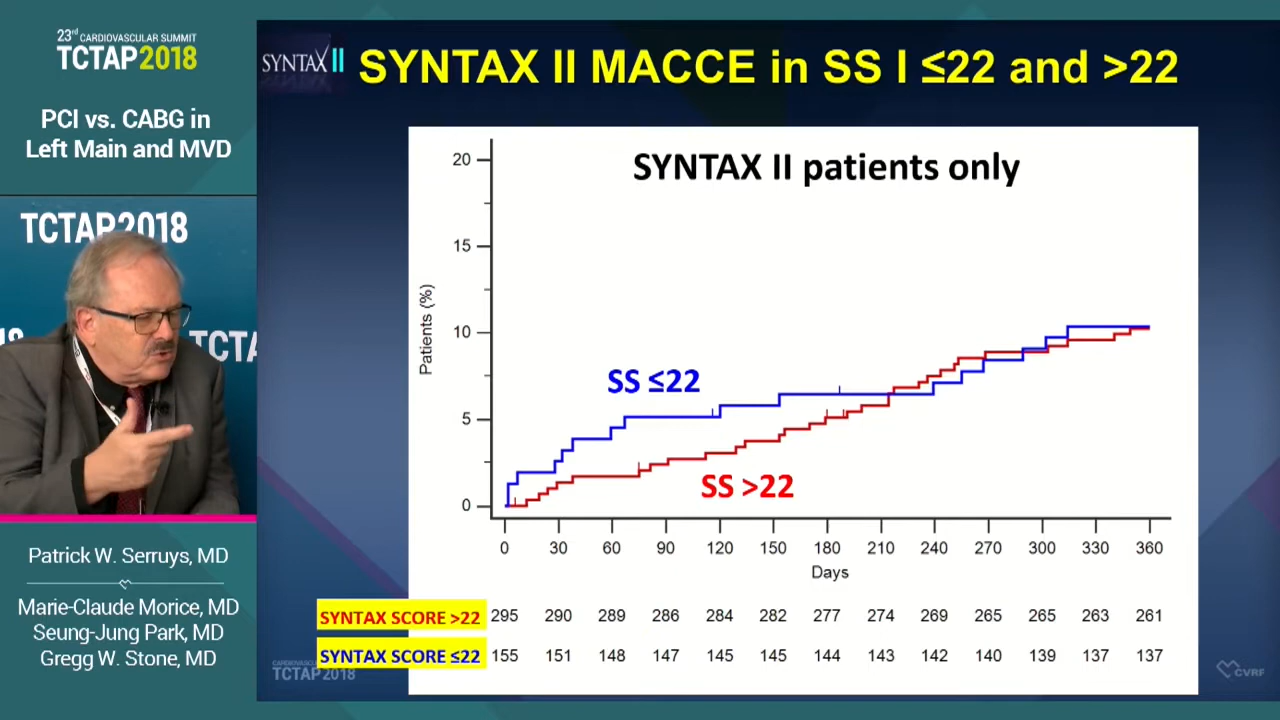 23rd CARDIOVASCULAR SUMMIT
TCTAP2018
PCI vs. CABG in
Left Main and MVD
TCTAP2018
TCTA
Patrick W. Serruys, MD
Marie-Claude Morice, MD
Seung-Jung Park, MD
Gregg W. Stone, MD
SYNTAX II
SYNTAX II MACCE in SS I ≤22 and >22
SYNTAX II patients only
Patients (%)
20
15
10
5
0
SS ≤22
SS >22
0 30 60 90 120 150 180 210 240 270 300 330 360
Days
SYNTAX SCORE >22 295 290 289 286 284 282 277 274 269 265 265 263 261
SYNTAX SCORE ≤22 155 151 148 147 145 145 144 143 142 140 139 137 137
TCTAP2018
CVRF